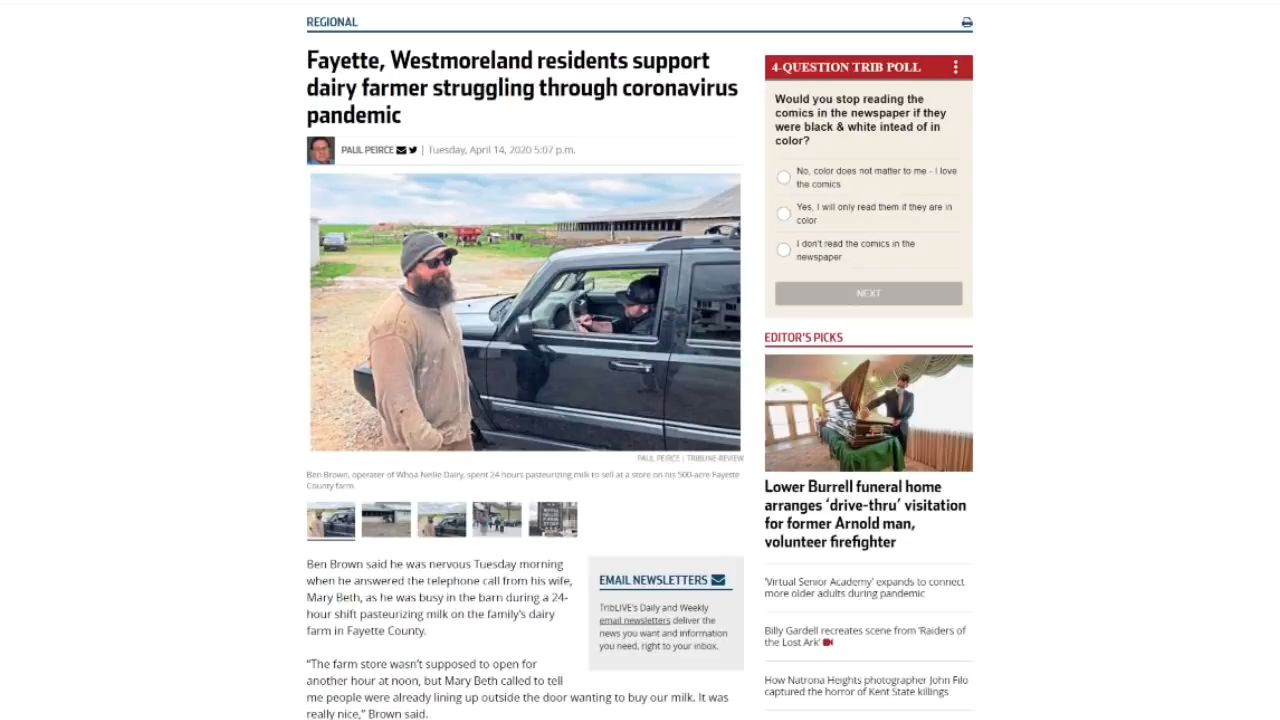 REGIONAL
Fayette, Westmoreland residents support
dairy farmer struggling through coronavirus
pandemic
PAUL PEIRCE | Tuesday, April 14, 2020 5:07 p.m.
PAUL PEIRCE | TRIBUNE-REVIEW
Ben Brown, operater of Whoa Nellie Dairy, spent 24 hours pasteurizing milk to sell at a store on his 500-acre Fayette
County farm.
Ben Brown said he was nervous Tuesday morning
when he answered the telephone call from his wife,
Mary Beth, as he was busy in the barn during a 24-
hour shift pasteurizing milk on the family's dairy
farm in Fayette County.
“The farm store wasn't supposed to open for
another hour at noon, but Mary Beth called to tell
me people were already lining up outside the door wanting to buy our milk. It was
really nice,” Brown said.
EMAIL NEWSLETTERS
TribLIVE's Daily and Weekly
email newsletters deliver the
news you want and information
you need, right to your inbox.
4-QUESTION TRIB POLL
Would you stop reading the
comics in the newspaper if they
were black & white intead of in
color?
No, color does not matter to me - I love
the comics
Yes, I will only read them if they are in
color
I don't read the comics in the
newspaper
NEXT
EDITOR'S PICKS
Lower Burrell funeral home
arranges ‘drive-thru’ visitation
for former Arnold man,
volunteer firefighter
‘Virtual Senior Academy’ expands to connect
more older adults during pandemic
Billy Gardell recreates scene from ‘Raiders of
the Lost Ark’
How Natrona Heights photographer John Filo
captured the horror of Kent State killings